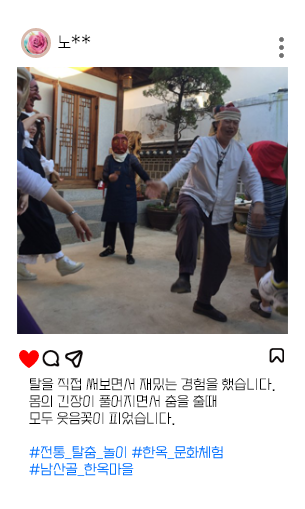 노**
탈을 직접 써보면서 재밌는 경험을 했습니다.
몸의 긴장이 풀어지면서 춤을 출때
모두 웃음꽃이 피었습니다.
#전통_탈춤_놀이 #한옥_문화체험
#남산골_한옥마을